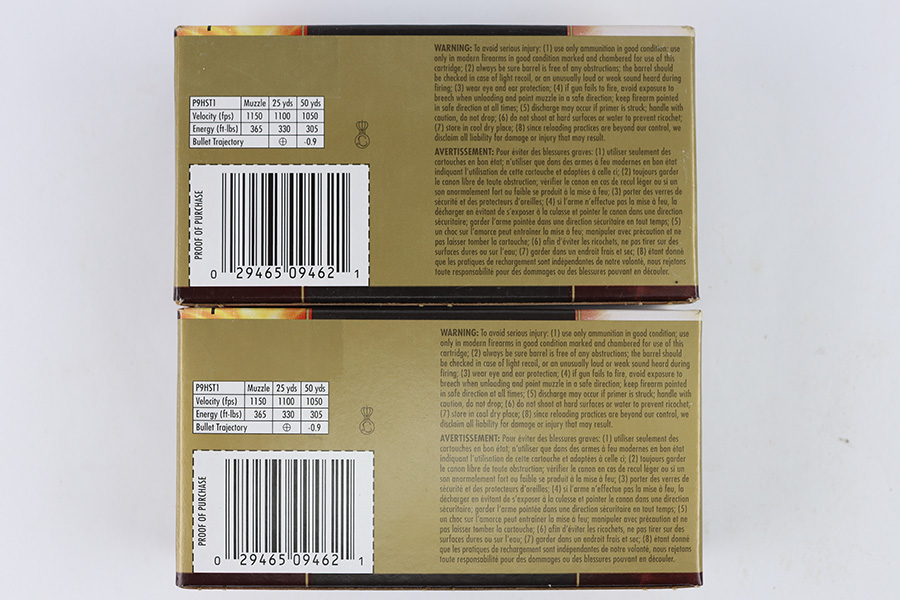 P9HST1 Muzzle 25 yds 50 yds
Velocity (fps) 1150 1100 1050
Energy (ft-lbs) 365 330 305
Bullet Trajectory ⊕ -0.9
PROOF OF PURCHASE
0 29465 09462 1
WARNING: To avoid serious injury: (1) use only ammunition in good condition; use
only in modern firearms in good condition marked and chambered for use of this
cartridge; (2) always be sure barrel is free of any obstructions; the barrel should
be checked in case of light recoil, or an unusually loud or weak sound heard during
firing; (3) wear eye and ear protection; (4) if gun fails to fire, avoid exposure to
breech when unloading and point muzzle in a safe direction; keep firearm pointed
in safe direction at all times; (5) discharge may occur if primer is struck; handle with
caution, do not drop; (6) do not shoot at hard surfaces or water to prevent ricochet;
(7) store in cool dry place; (8) since reloading practices are beyond our control, we
disclaim all liability for damage or injury that may result.
AVERTISSEMENT: Pour éviter des blessures graves: (1) utiliser seulement des
cartouches en bon état; n'utiliser que dans des armes à feu modernes en bon état
indiquant l'utilisation de cette cartouche et adaptées à celle ci; (2) toujours garder
le canon libre de toute obstruction; vérifier le canon en cas de recul léger ou si un
son anormalement fort ou faible se produit à la mise à feu; (3) porter des verres de
sécurité et des protecteurs d'oreilles; (4) si l'arme n'effectue pas la mise à feu,
décharger en évitant de s'exposer à la culasse et pointer le canon dans une direction
sécuritaire; garder l'arme pointée dans une direction sécuritaire en tout temps; (5)
un choc sur l'amorce peut entraîner la mise à feu; manipuler avec précaution et ne
pas laisser tomber la cartouche; (6) afin d'éviter les ricochets, ne pas tirer sur des
surfaces dures ou sur l'eau; (7) garder dans un endroit frais et sec; (8) étant donné
que les pratiques de rechargement sont indépendantes de notre volonté, nous rejetons
toute responsabilité pour des dommages ou des blessures pouvant en découler.
P9HST1 Muzzle 25 yds 50 yds
Velocity (fps) 1150 1100 1050
Energy (ft-lbs) 365 330 305
Bullet Trajectory ⊕ -0.9
PROOF OF PURCHASE
0 29465 09462 1
WARNING: To avoid serious injury: (1) use only ammunition in good condition; use
only in modern firearms in good condition marked and chambered for use of this
cartridge; (2) always be sure barrel is free of any obstructions; the barrel should
be checked in case of light recoil, or an unusually loud or weak sound heard during
firing; (3) wear eye and ear protection; (4) if gun fails to fire, avoid exposure to
breech when unloading and point muzzle in a safe direction; keep firearm pointed
in safe direction at all times; (5) discharge may occur if primer is struck; handle with
caution, do not drop; (6) do not shoot at hard surfaces or water to prevent ricochet;
(7) store in cool dry place; (8) since reloading practices are beyond our control, we
disclaim all liability for damage or injury that may result.
AVERTISSEMENT: Pour éviter des blessures graves: (1) utiliser seulement des
cartouches en bon état; n'utiliser que dans des armes à feu modernes en bon état
indiquant l'utilisation de cette cartouche et adaptées à celle ci; (2) toujours garder
le canon libre de toute obstruction; vérifier le canon en cas de recul léger ou si un
son anormalement fort ou faible se produit à la mise à feu; (3) porter des verres de
sécurité et des protecteurs d'oreilles; (4) si l'arme n'effectue pas la mise à feu, la
décharger en évitant de s'exposer à la culasse et pointer le canon dans une direction
sécuritaire; garder l'arme pointée dans une direction sécuritaire en tout temps; (5)
un choc sur l'amorce peut entraîner la mise à feu; manipuler avec précaution et ne
pas laisser tomber la cartouche; (6) afin d'éviter les ricochets, ne pas tirer sur des
surfaces dures ou sur l'eau; (7) garder dans un endroit frais et sec; (8) étant donné
que les pratiques de rechargement sont indépendantes de notre volonté, nous rejetons
toute responsabilité pour des dommages ou des blessures pouvant en découler.